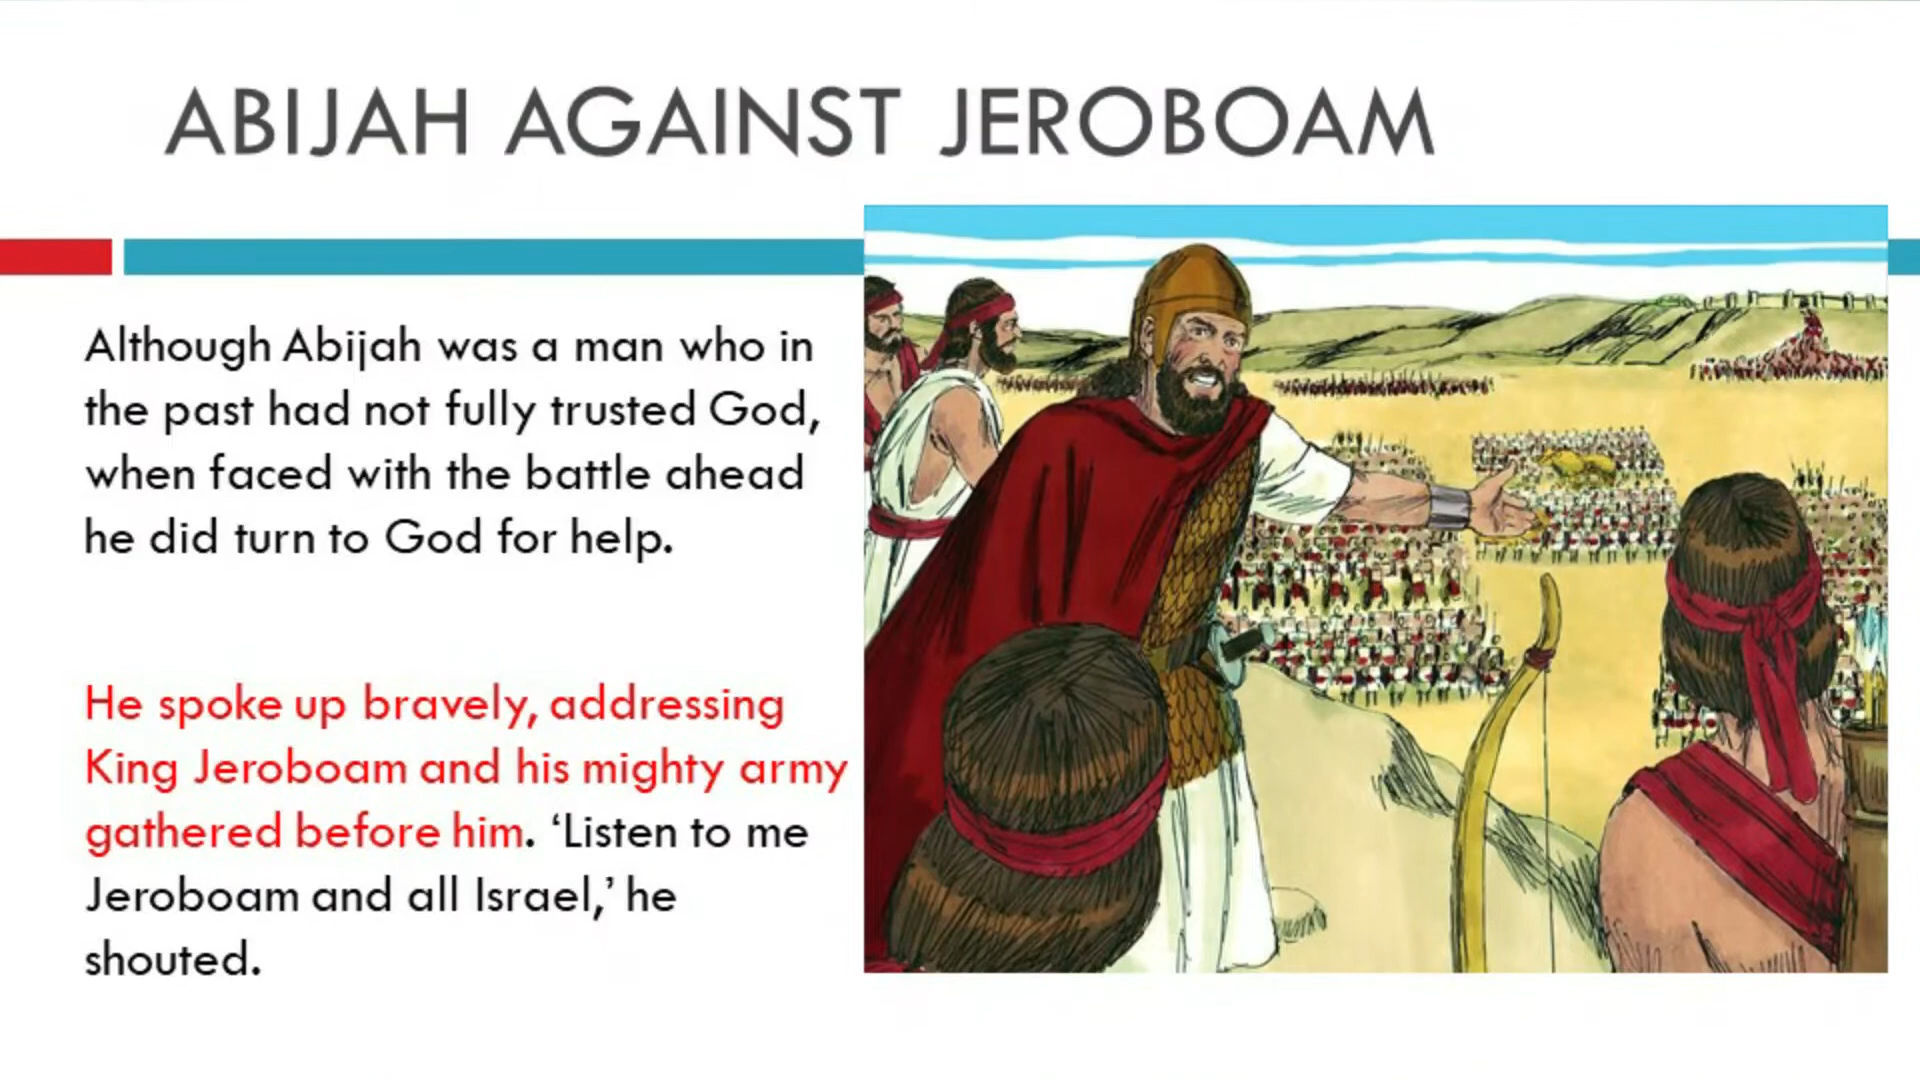 ABIJAH AGAINST JEROBOAM
Although Abijah was a man who in
the past had not fully trusted God,
when faced with the battle ahead
he did turn to God for help.
He spoke up bravely, addressing
King Jeroboam and his mighty army
gathered before him. ‘Listen to me
Jeroboam and all Israel,’ he
shouted.